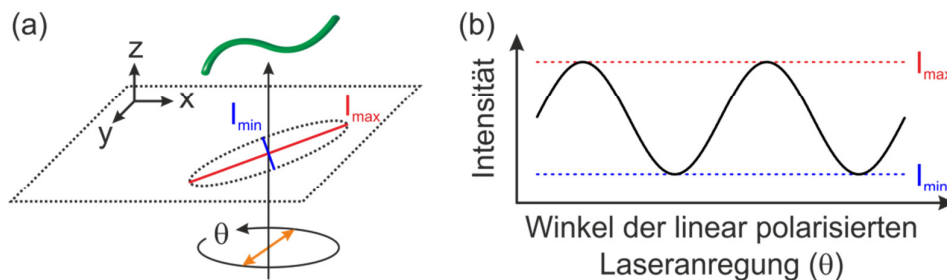 (a)
z
x
y
I_min
I_max
θ
(b)
Intensität
I_max
I_min
Winkel der linear polarisierten
Laseranregung (θ)